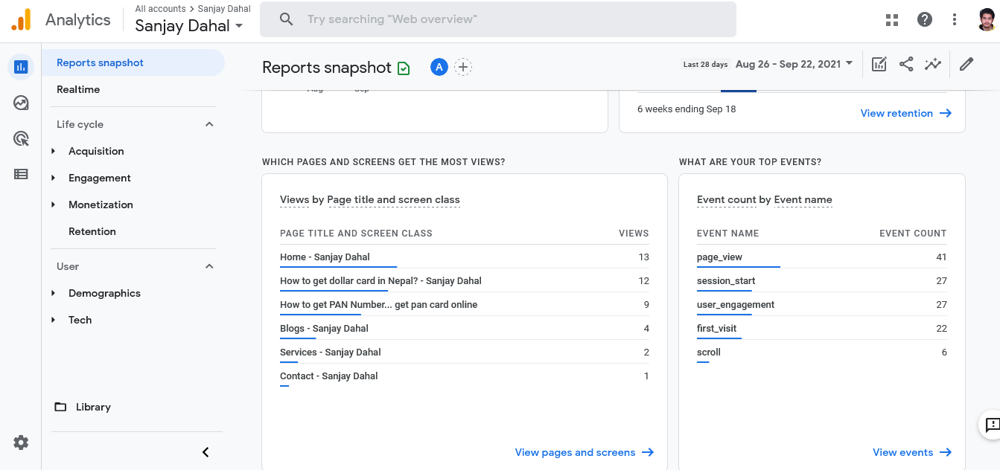 Analytics
All accounts > Sanjay Dahal
Sanjay Dahal
Try searching "Web overview"
Reports snapshot
Realtime
Life cycle
Acquisition
Engagement
Monetization
Retention
User
Demographics
Tech
Library
Reports snapshot
A
Last 28 days Aug 26 - Sep 22, 2021
Aug Sep
6 weeks ending Sep 18
View retention
WHICH PAGES AND SCREENS GET THE MOST VIEWS?
Views by Page title and screen class
PAGE TITLE AND SCREEN CLASS VIEWS
Home - Sanjay Dahal 13
How to get dollar card in Nepal? - Sanjay Dahal 12
How to get PAN Number... get pan card online 9
Blogs - Sanjay Dahal 4
Services - Sanjay Dahal 2
Contact - Sanjay Dahal 1
View pages and screens
WHAT ARE YOUR TOP EVENTS?
Event count by Event name
EVENT NAME EVENT COUNT
page_view 41
session_start 27
user_engagement 27
first_visit 22
scroll 6
View events